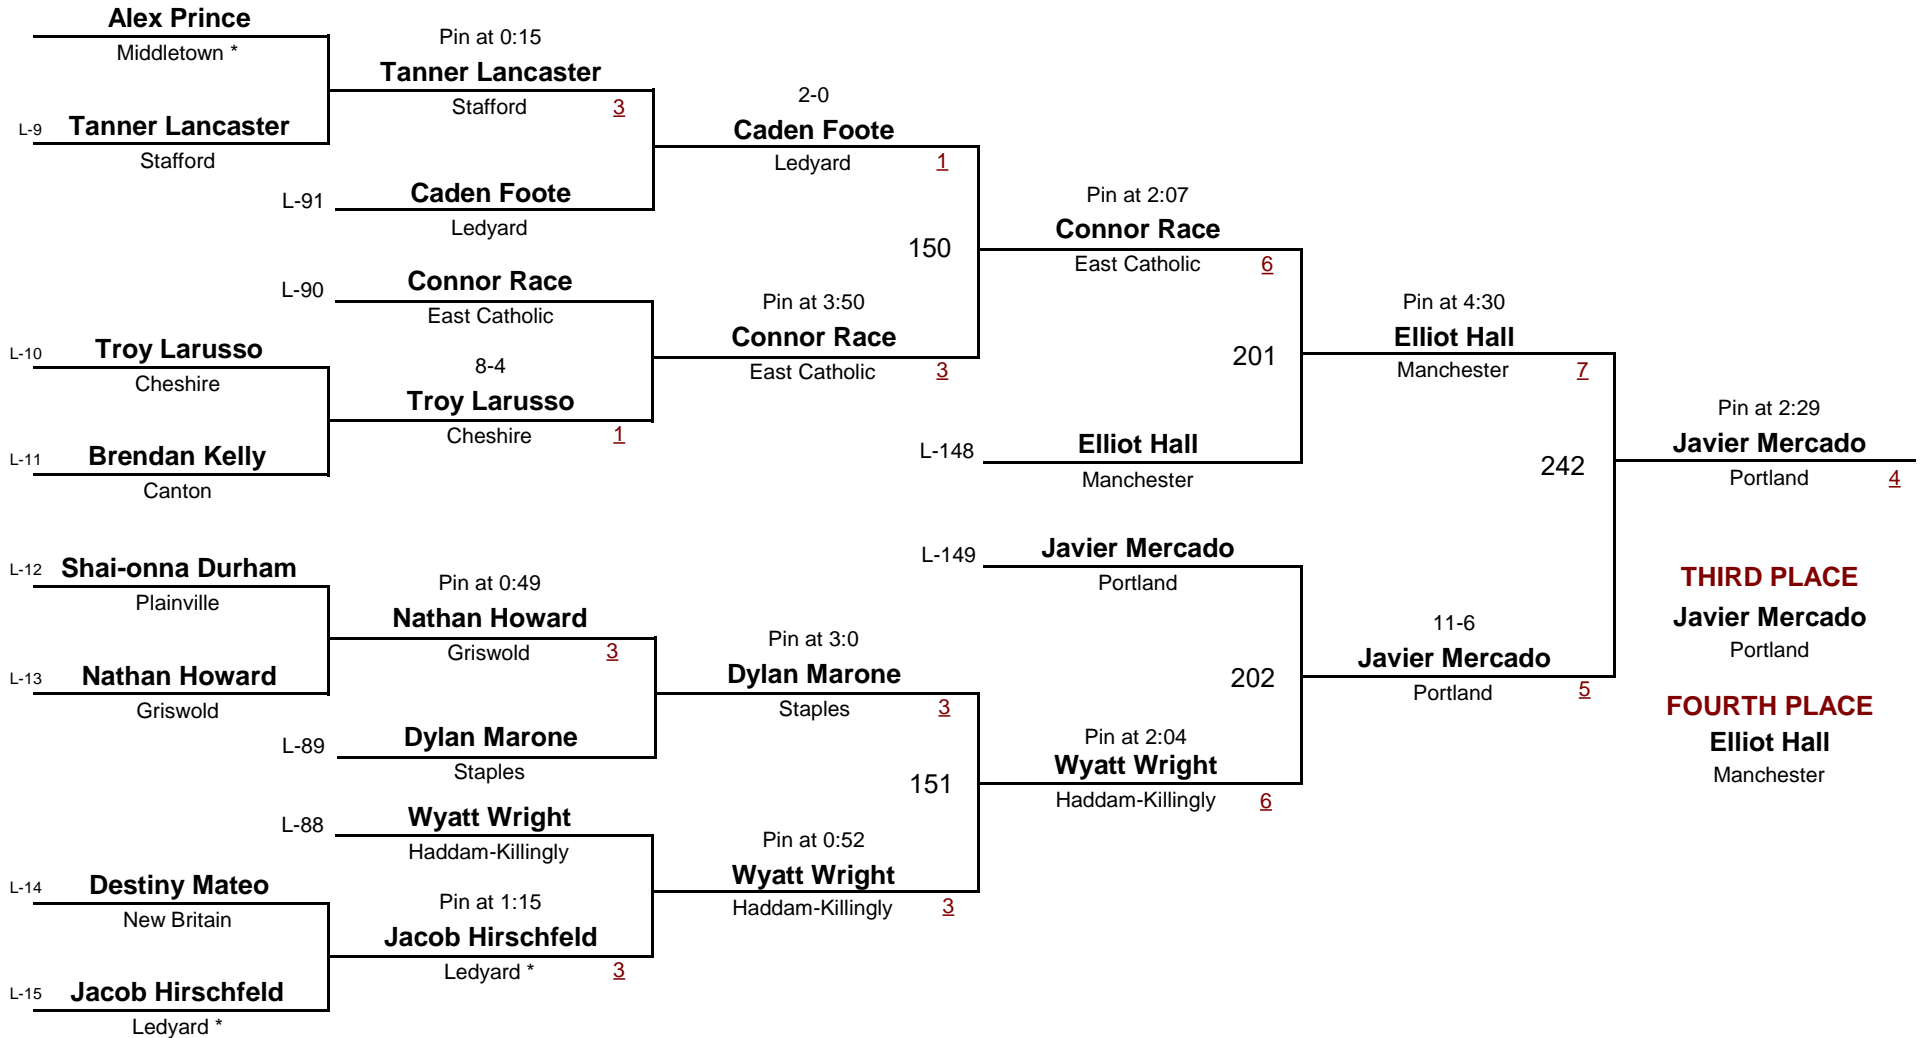 Alex Prince
Middletown *
L-9 Tanner Lancaster
Stafford
Pin at 0:15
Tanner Lancaster
Stafford 3
L-91 Caden Foote
Ledyard
2-0
Caden Foote
Ledyard 1
L-90 Connor Race
East Catholic
L-10 Troy Larusso
Cheshire
L-11 Brendan Kelly
Canton
8-4
Troy Larusso
Cheshire 1
Pin at 3:50
Connor Race
East Catholic 3
150
Pin at 2:07
Connor Race
East Catholic 6
L-148 Elliot Hall
Manchester
201
Pin at 4:30
Elliot Hall
Manchester 7
L-12 Shai-onna Durham
Plainville
L-13 Nathan Howard
Griswold
Pin at 0:49
Nathan Howard
Griswold 3
L-89 Dylan Marone
Staples
Pin at 3:0
Dylan Marone
Staples 3
L-88 Wyatt Wright
Haddam-Killingly
L-14 Destiny Mateo
New Britain
L-15 Jacob Hirschfeld
Ledyard *
Pin at 1:15
Jacob Hirschfeld
Ledyard * 3
Pin at 0:52
Wyatt Wright
Haddam-Killingly 3
151
Pin at 2:04
Wyatt Wright
Haddam-Killingly 6
L-149 Javier Mercado
Portland
202
11-6
Javier Mercado
Portland 5
242
Pin at 2:29
Javier Mercado
Portland 4
THIRD PLACE
Javier Mercado
Portland
FOURTH PLACE
Elliot Hall
Manchester